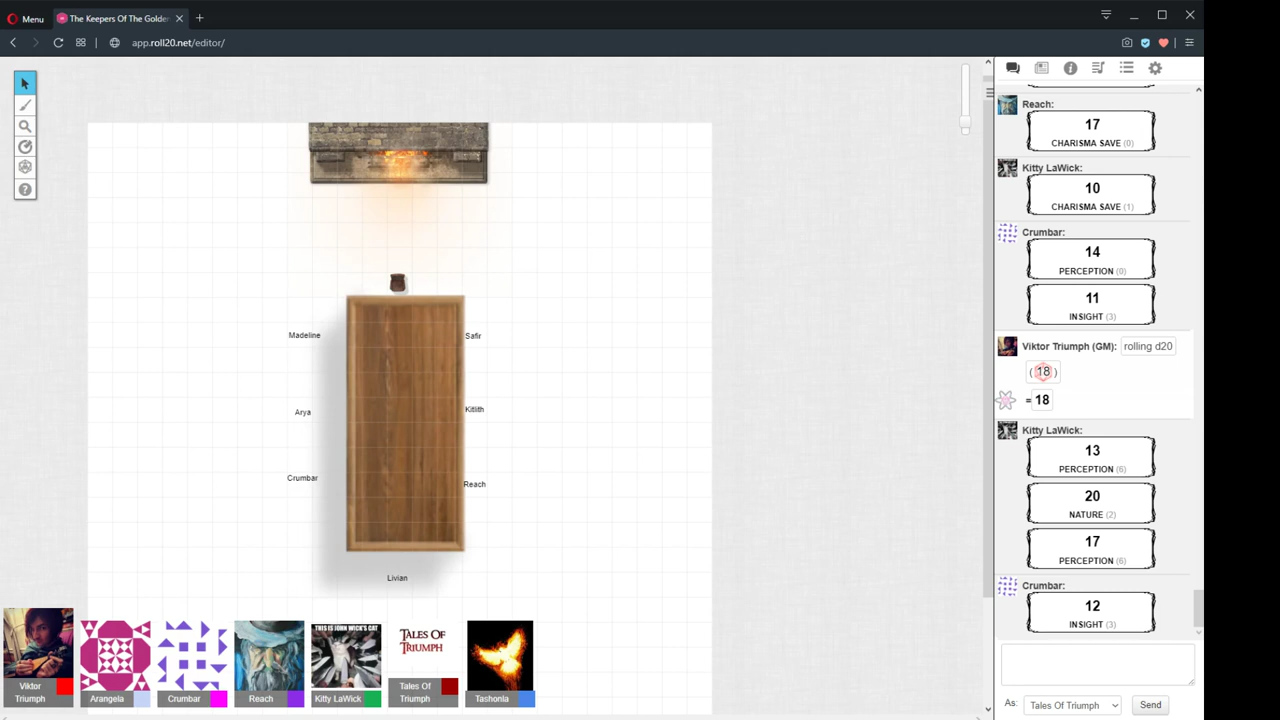 Menu
The Keepers Of The Golde
app.roll20.net/editor/
Madeline
Safir
Arya
Kitlith
Crumbar
Reach
Livian
Viktor
Triumph
Arangela
Crumbar
Reach
THIS IS JOHN WICK'S CAT
Kitty LaWick
TALES OF
TRIUMPH
Tales Of
Triumph
Tashonla
Reach:
17
CHARISMA SAVE (0)
Kitty LaWick:
10
CHARISMA SAVE (1)
Crumbar:
14
PERCEPTION (0)
11
INSIGHT (3)
Viktor Triumph (GM): rolling d20
(18)
= 18
Kitty LaWick:
13
PERCEPTION (6)
20
NATURE (2)
17
PERCEPTION (6)
Crumbar:
12
INSIGHT (3)
As: Tales Of Triumph Send